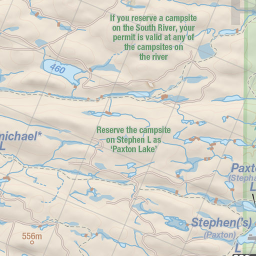 If you reserve a campsite
on the South River, your
permit is valid at any of
the campsites on
the river
460
Reserve the campsite
on Stephen L as
'Paxton Lake'
michael*
L
Paxto
Stephen('s)
(Paxton)
L
556m